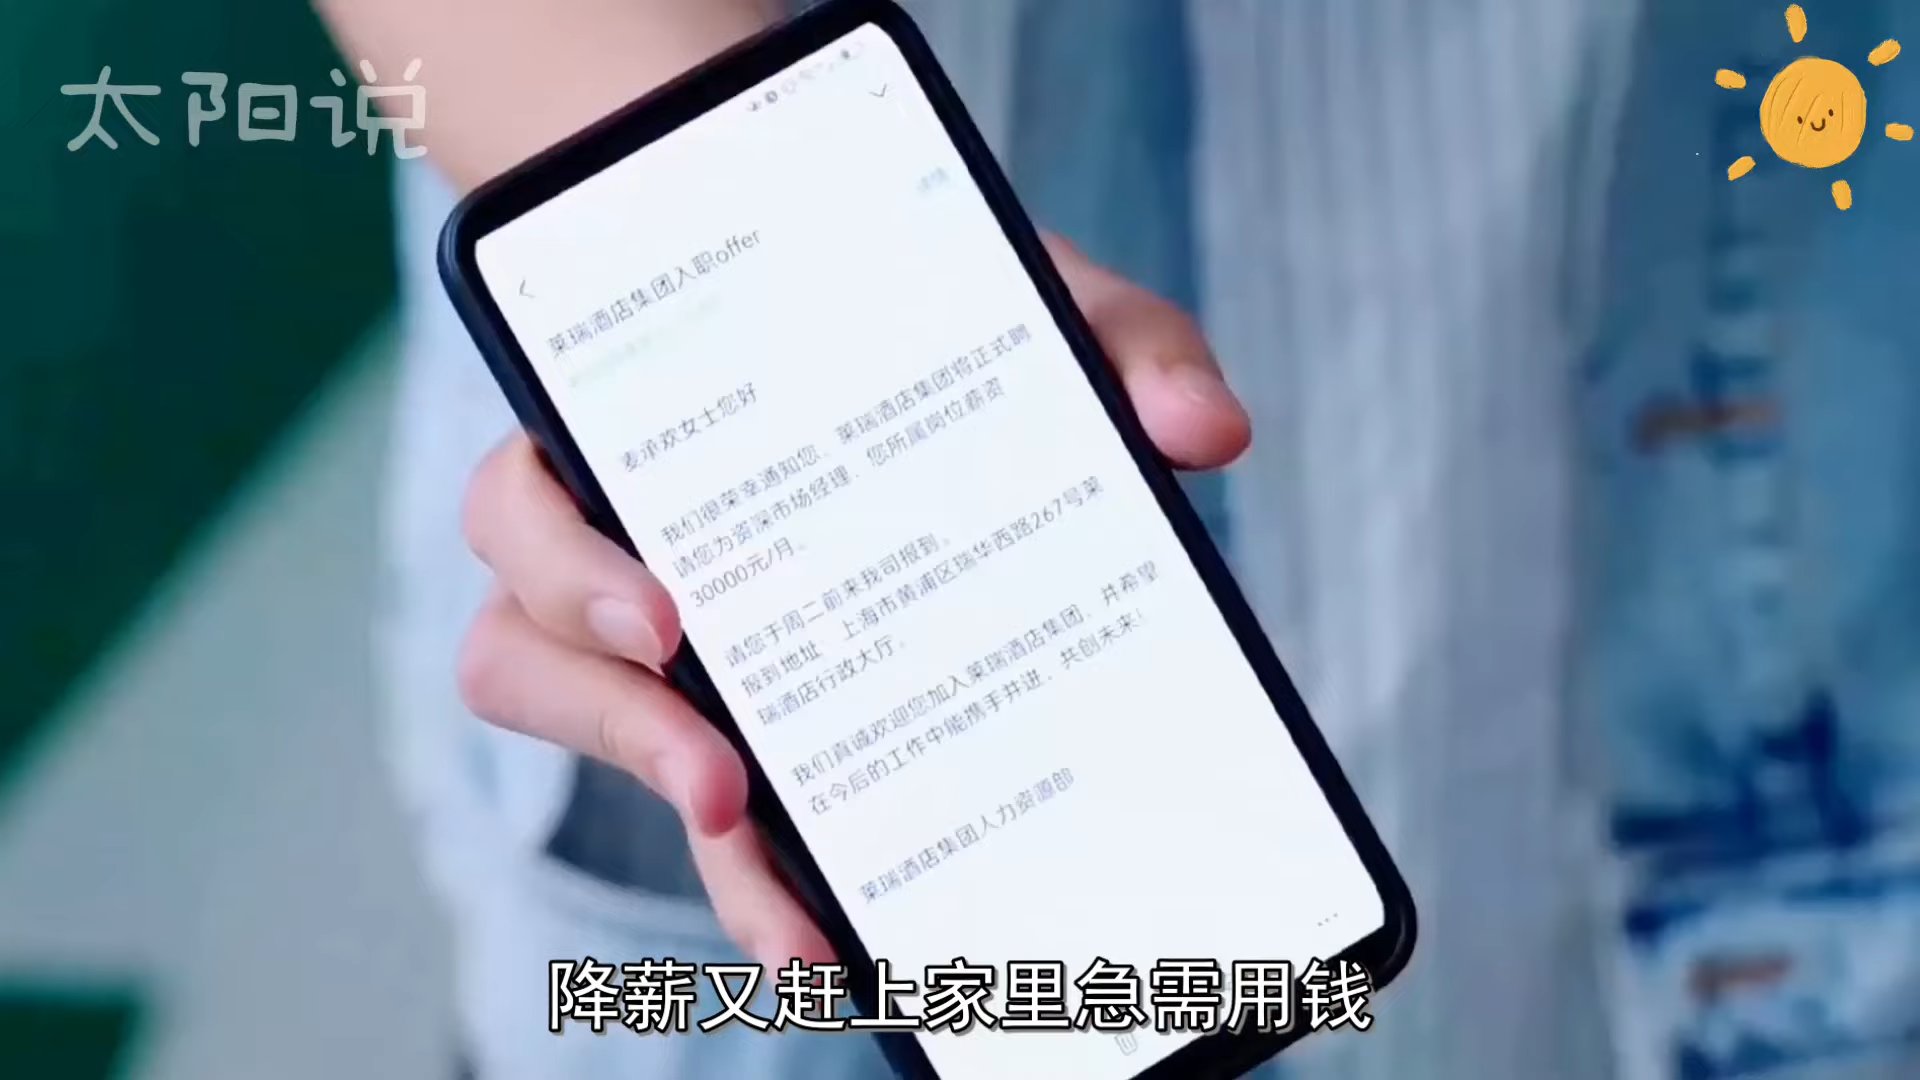 太阳说
详情
莱瑞酒店集团入职offer
麦承欢女士您好
我们很荣幸通知您、莱瑞酒店集团将正式聘
请您为资深市场经理，您所属岗位薪资
30000元/月。
请您于周二前来我司报到。
报到地址：上海市黄浦区瑞华西路267号莱
瑞酒店行政大厅。
我们真诚欢迎您加入莱瑞酒店集团，并希望
在今后的工作中能携手并进，共创未来！
莱瑞酒店集团人力资源部
降薪又赶上家里急需用钱